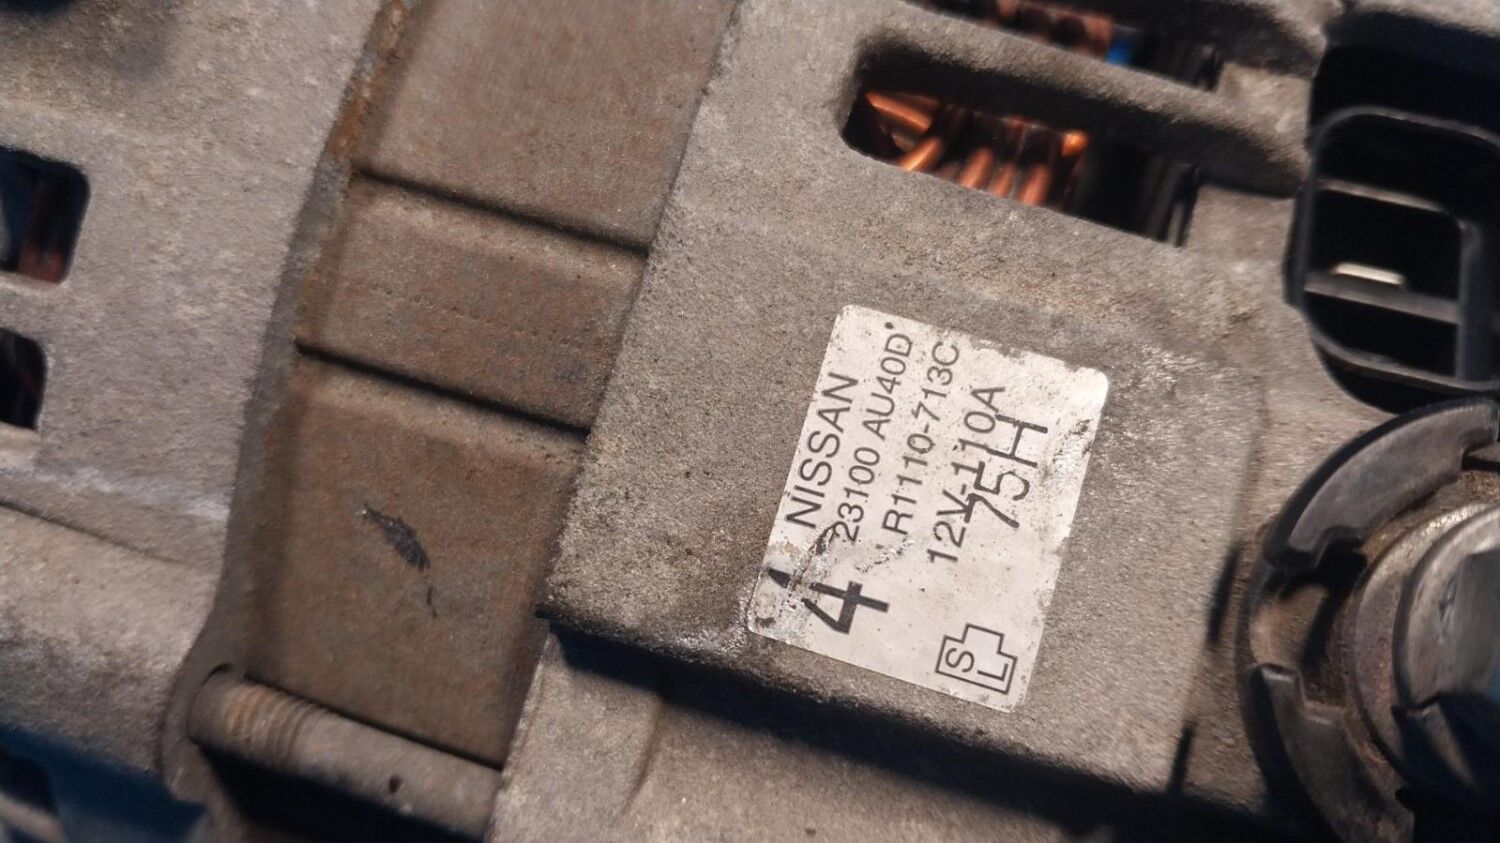 NISSAN
23100 AU40D
R1110-713C
12V-110A
75H
4
S
L